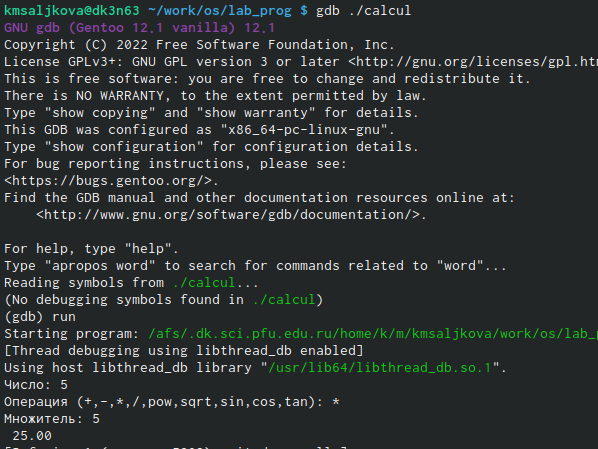 kmsaljkova@dk3n63 ~/work/os/lab_prog $ gdb ./calcul
GNU gdb (Gentoo 12.1 vanilla) 12.1
Copyright (C) 2022 Free Software Foundation, Inc.
License GPLv3+: GNU GPL version 3 or later <http://gnu.org/licenses/gpl.ht
This is free software: you are free to change and redistribute it.
There is NO WARRANTY, to the extent permitted by law.
Type "show copying" and "show warranty" for details.
This GDB was configured as "x86_64-pc-linux-gnu".
Type "show configuration" for configuration details.
For bug reporting instructions, please see:
<https://bugs.gentoo.org/>.
Find the GDB manual and other documentation resources online at:
    <http://www.gnu.org/software/gdb/documentation/>.

For help, type "help".
Type "apropos word" to search for commands related to "word"...
Reading symbols from ./calcul...
(No debugging symbols found in ./calcul)
(gdb) run
Starting program: /afs/.dk.sci.pfu.edu.ru/home/k/m/kmsaljkova/work/os/lab_
[Thread debugging using libthread_db enabled]
Using host libthread_db library "/usr/lib64/libthread_db.so.1".
Число: 5
Операция (+,-,*,/,pow,sqrt,sin,cos,tan): *
Множитель: 5
 25.00